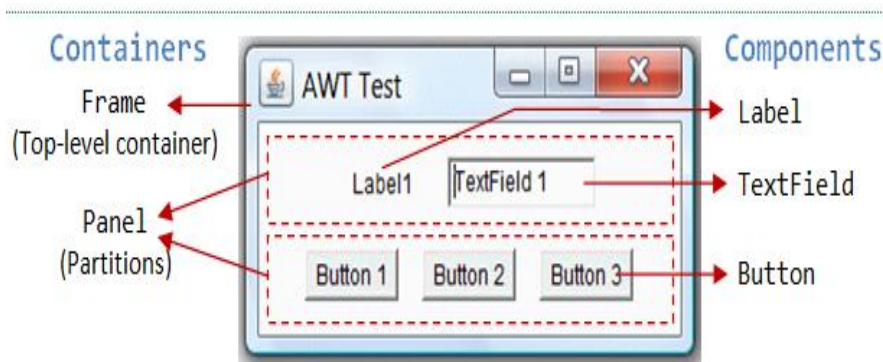 Containers
Components
AWT Test
Frame
(Top-level container)
Label
Label1
TextField 1
TextField
Panel
(Partitions)
Button 1
Button 2
Button 3
Button